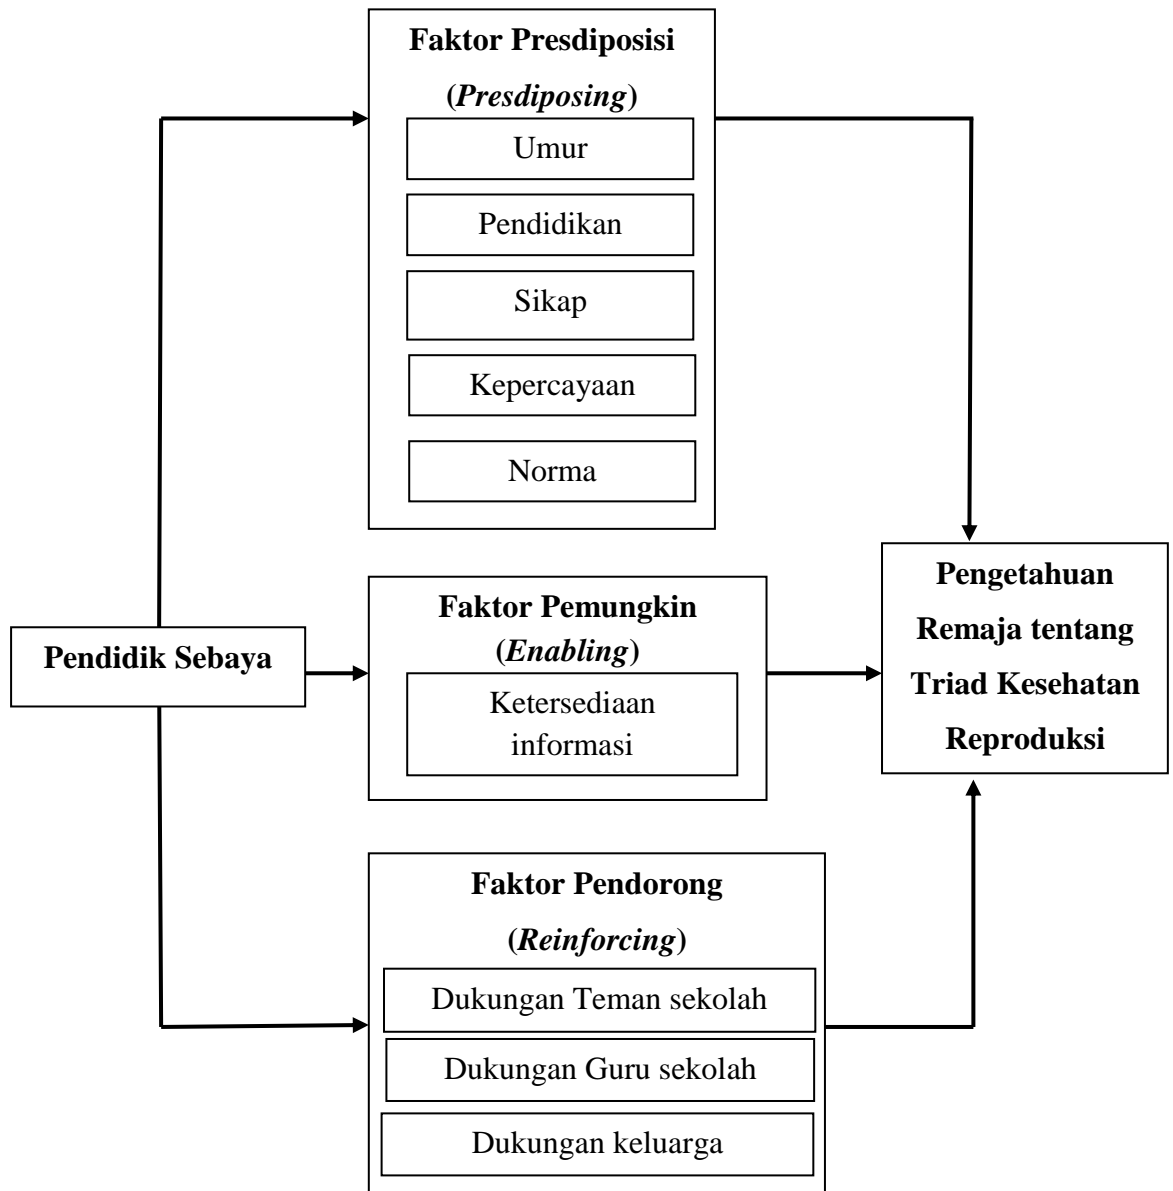 Faktor Presdiposisi
(Presdiposing)
Umur
Pendidikan
Sikap
Kepercayaan
Norma
Pendidik Sebaya
Faktor Pemungkin
(Enabling)
Ketersediaan
informasi
Pengetahuan
Remaja tentang
Triad Kesehatan
Reproduksi
Faktor Pendorong
(Reinforcing)
Dukungan Teman sekolah
Dukungan Guru sekolah
Dukungan keluarga